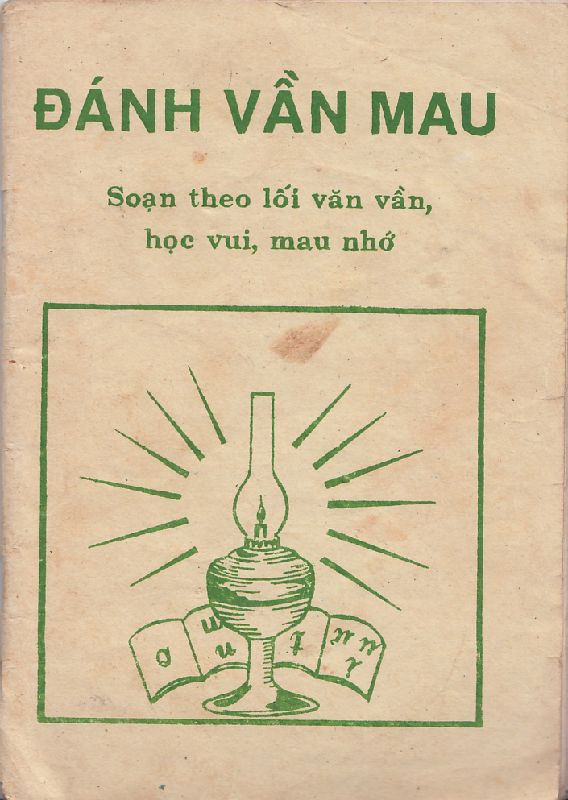 ĐÁNH VẦN MAU
Soạn theo lối văn vần,
học vui, mau nhớ
o
u
n
t